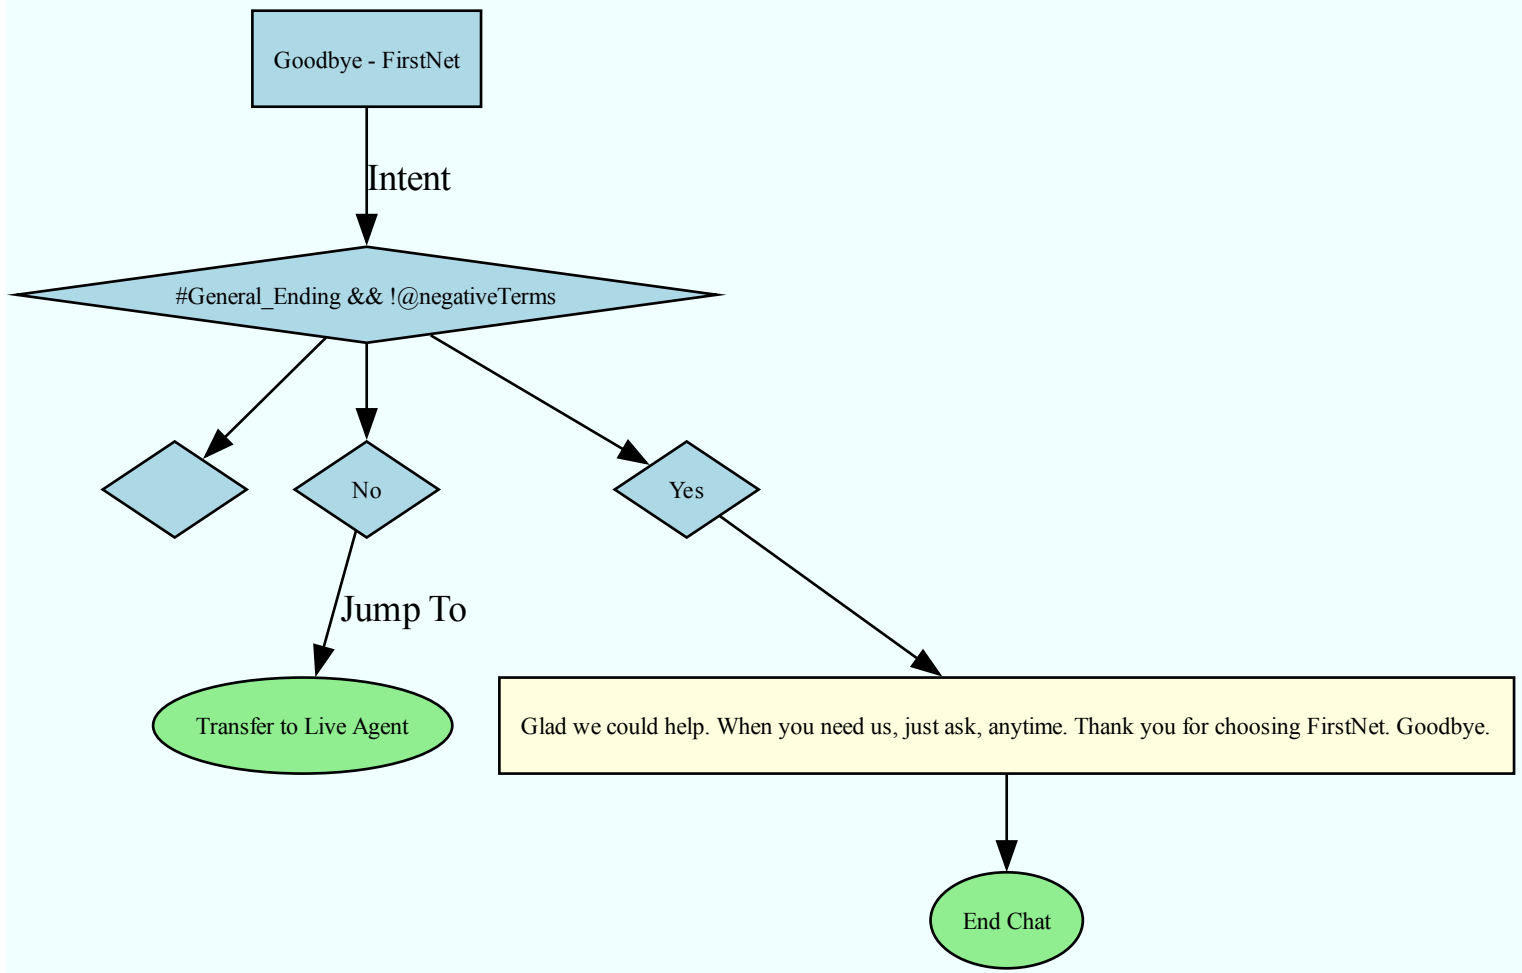 Goodbye - FirstNet
Intent
#General_Ending && !@negativeTerms
No
Yes
Jump To
Transfer to Live Agent
Glad we could help. When you need us, just ask, anytime. Thank you for choosing FirstNet. Goodbye.
End Chat